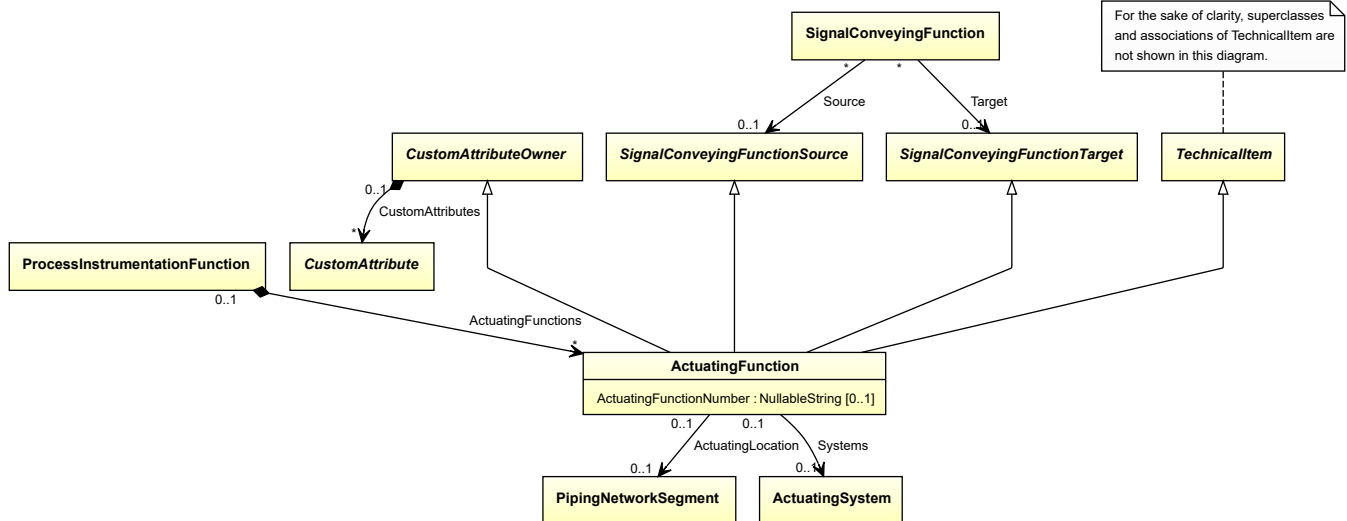 For the sake of clarity, superclasses
and associations of TechnicalItem are
not shown in this diagram.
SignalConveyingFunction
*
*
Source
Target
0..1
0..1
CustomAttributeOwner
SignalConveyingFunctionSource
SignalConveyingFunctionTarget
TechnicalItem
0..1
CustomAttributes
*
ProcessInstrumentationFunction
CustomAttribute
0..1
ActuatingFunctions
*
ActuatingFunction
ActuatingFunctionNumber : NullableString [0..1]
0..1
0..1
ActuatingLocation
Systems
0..1
0..1
PipingNetworkSegment
ActuatingSystem